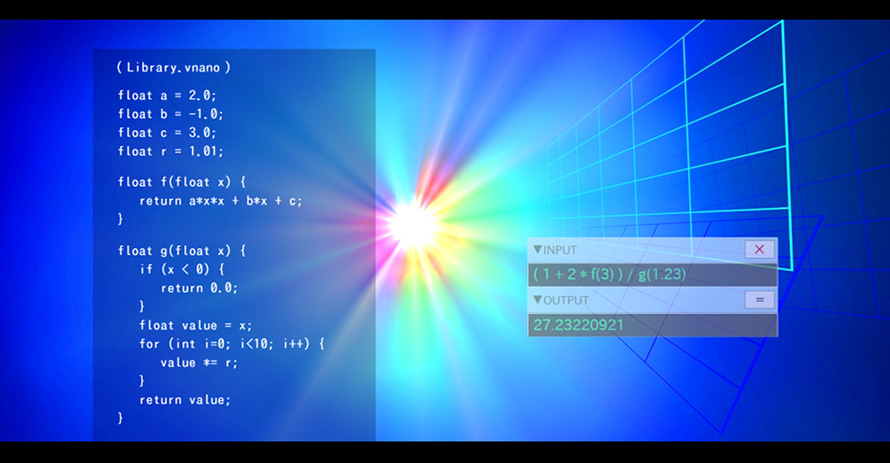 ( Library.vnano )
float a = 2.0;
float b = -1.0;
float c = 3.0;
float r = 1.01;
float f(float x) {
return a*x*x + b*x + c;
}
float g(float x) {
if (x < 0) {
return 0.0;
}
float value = x;
for (int i=0; i<10; i++) {
value *= r;
}
return value;
}
▼INPUT ×
( 1 + 2 * f(3) ) / g(1.23)
▼OUTPUT =
27.23220921